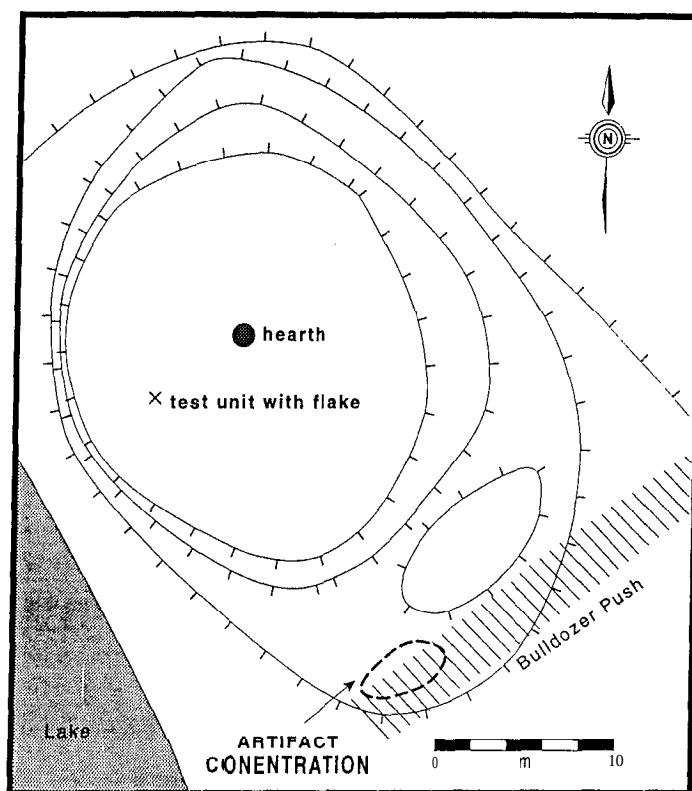 N
hearth
test unit with flake
Bulldozer Push
Lake
ARTIFACT
CONENTRATION
0 m 10